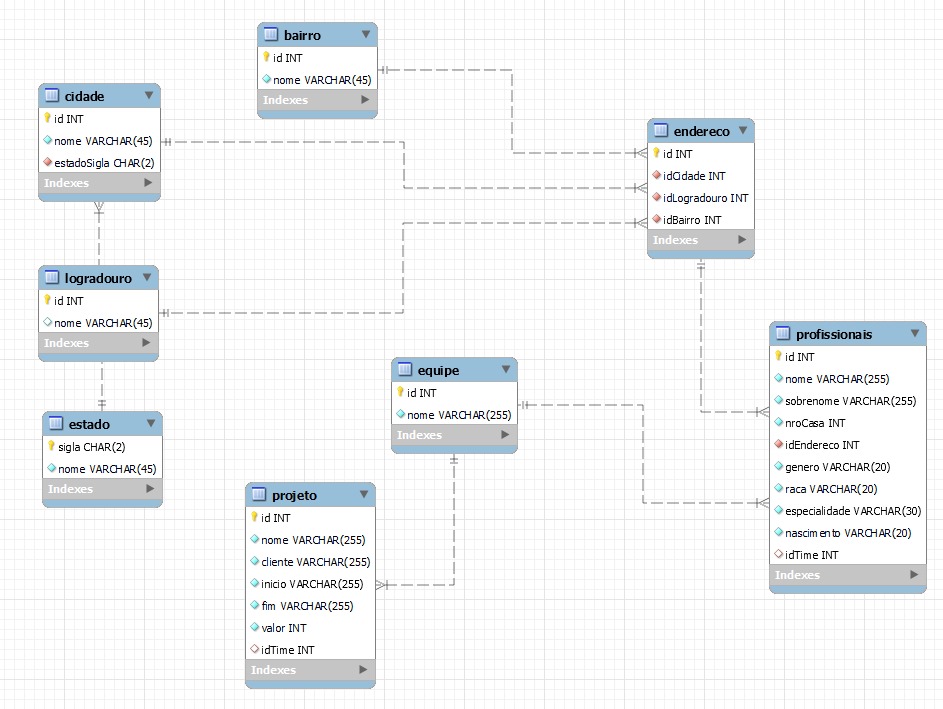 bairro
id INT
nome VARCHAR(45)
Indexes
cidade
id INT
nome VARCHAR(45)
estadoSigla CHAR(2)
Indexes
endereco
id INT
idCidade INT
idLogradouro INT
idBairro INT
Indexes
logradouro
id INT
nome VARCHAR(45)
Indexes
estado
sigla CHAR(2)
nome VARCHAR(45)
Indexes
equipe
id INT
nome VARCHAR(255)
Indexes
projeto
id INT
nome VARCHAR(255)
cliente VARCHAR(255)
inicio VARCHAR(255)
fim VARCHAR(255)
valor INT
idTime INT
Indexes
profissionais
id INT
nome VARCHAR(255)
sobrenome VARCHAR(255)
nroCasa INT
idEndereco INT
genero VARCHAR(20)
raca VARCHAR(20)
especialidade VARCHAR(30)
nascimento VARCHAR(20)
idTime INT
Indexes